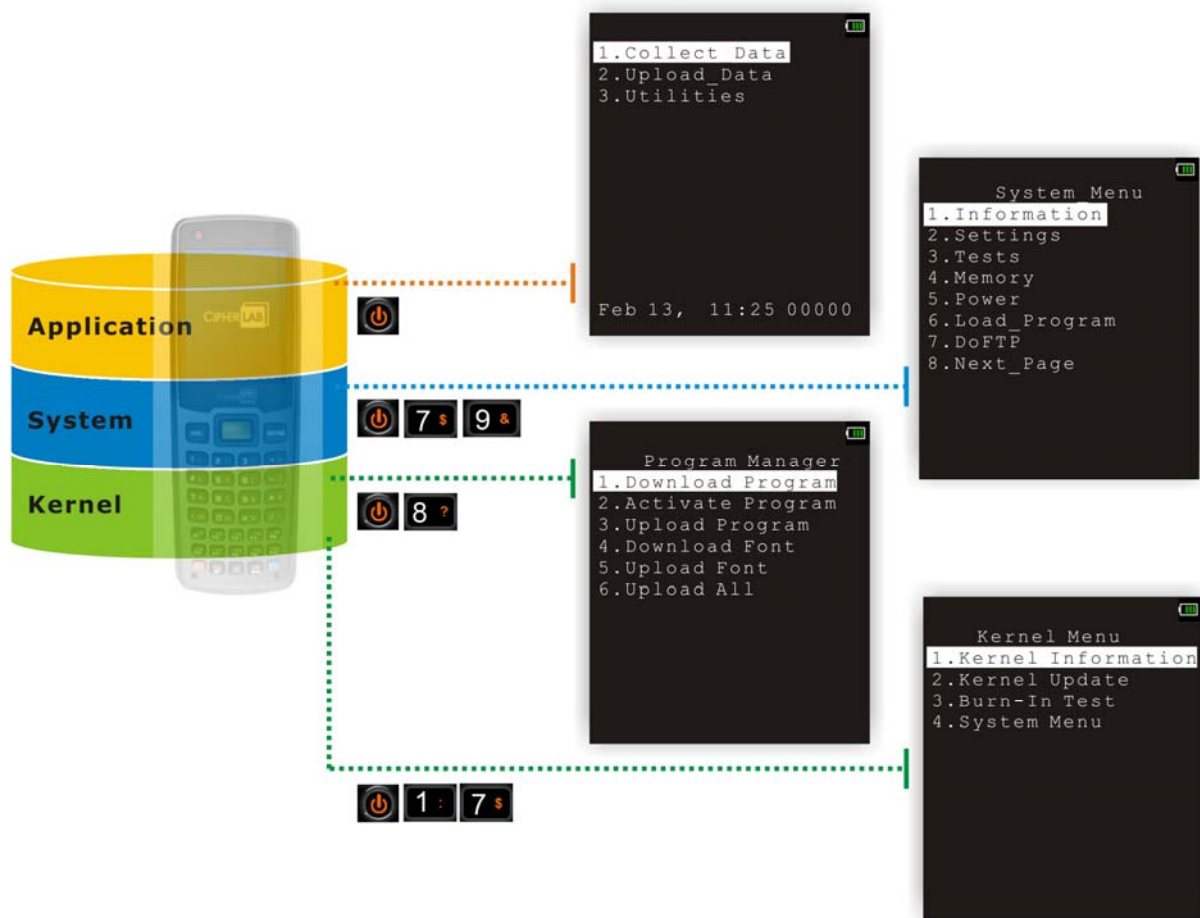 1.Collect Data
2.Upload_Data
3.Utilities
Feb 13, 11:25 00000
System_Menu
1.Information
2.Settings
3.Tests
4.Memory
5.Power
6.Load_Program
7.DoFTP
8.Next_Page
Application
CIPHERLAB
System
7 $ 9 &
Kernel
8 ?
Program Manager
1.Download Program
2.Activate Program
3.Upload Program
4.Download Font
5.Upload Font
6.Upload All
Kernel Menu
1.Kernel Information
2.Kernel Update
3.Burn-In Test
4.System Menu
1 : 7 $